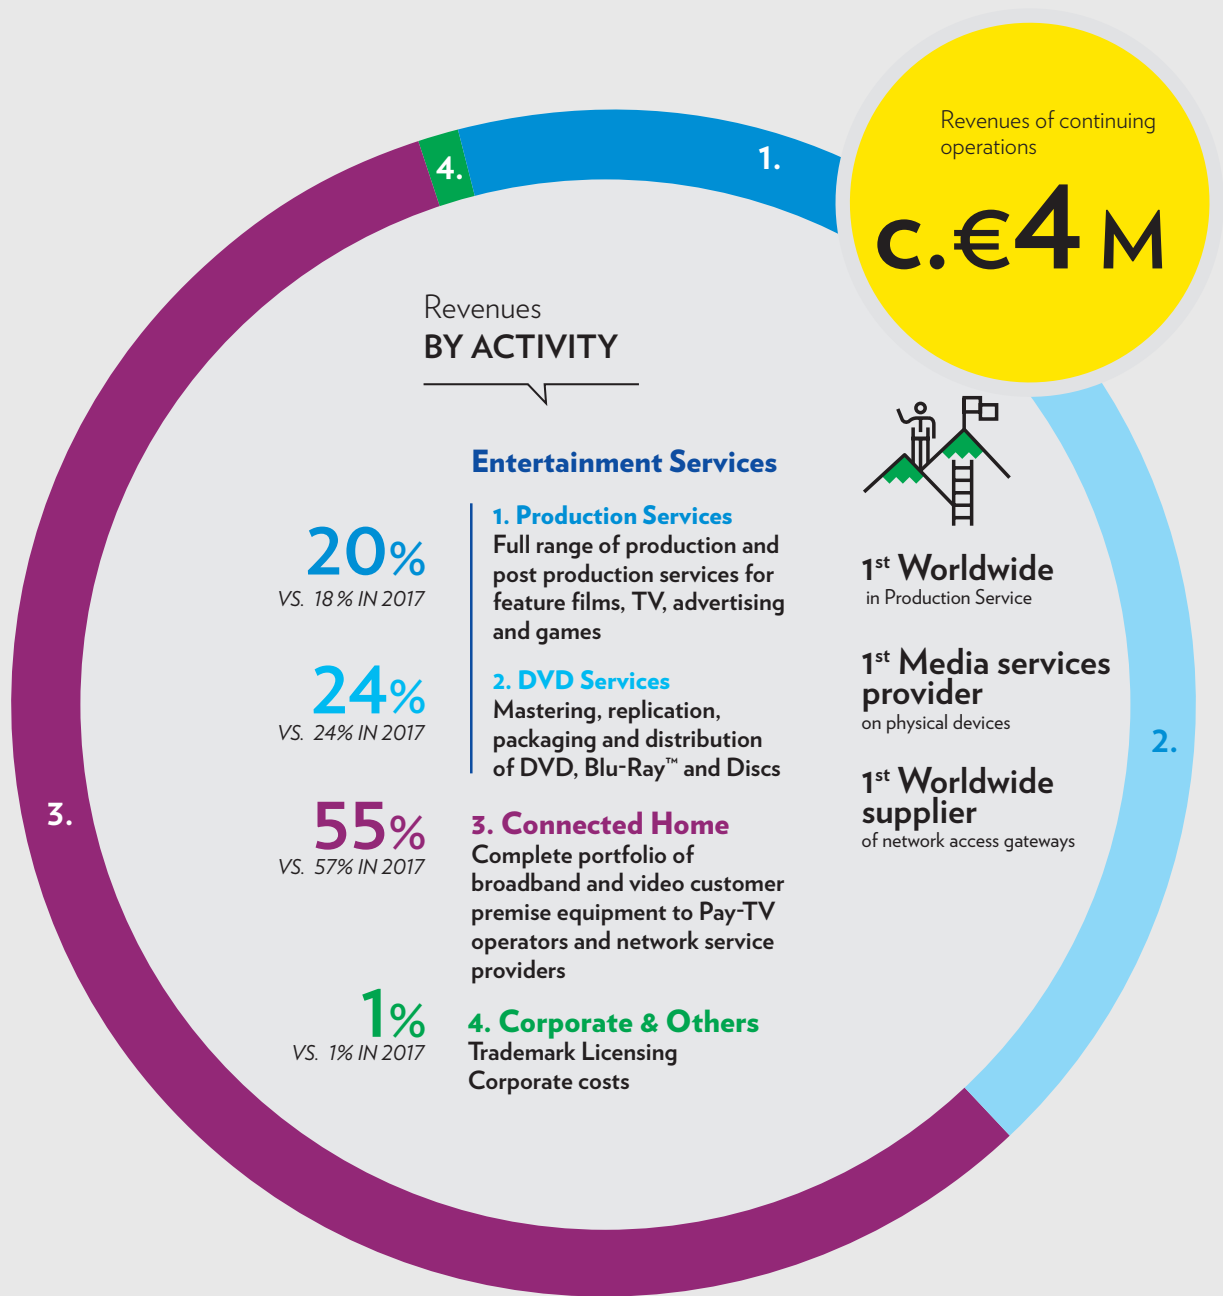 Revenues of continuing
operations
c.€4 M
1.
4.
Revenues
BY ACTIVITY
Entertainment Services
20%
VS. 18% IN 2017
1. Production Services
Full range of production and
post production services for
feature films, TV, advertising
and games
24%
VS. 24% IN 2017
2. DVD Services
Mastering, replication,
packaging and distribution
of DVD, Blu-Ray™ and Discs
55%
VS. 57% IN 2017
3. Connected Home
Complete portfolio of
broadband and video customer
premise equipment to Pay-TV
operators and network service
providers
1%
VS. 1% IN 2017
4. Corporate & Others
Trademark Licensing
Corporate costs
1st Worldwide
in Production Service
1st Media services
provider
on physical devices
1st Worldwide
supplier
of network access gateways
2.
3.